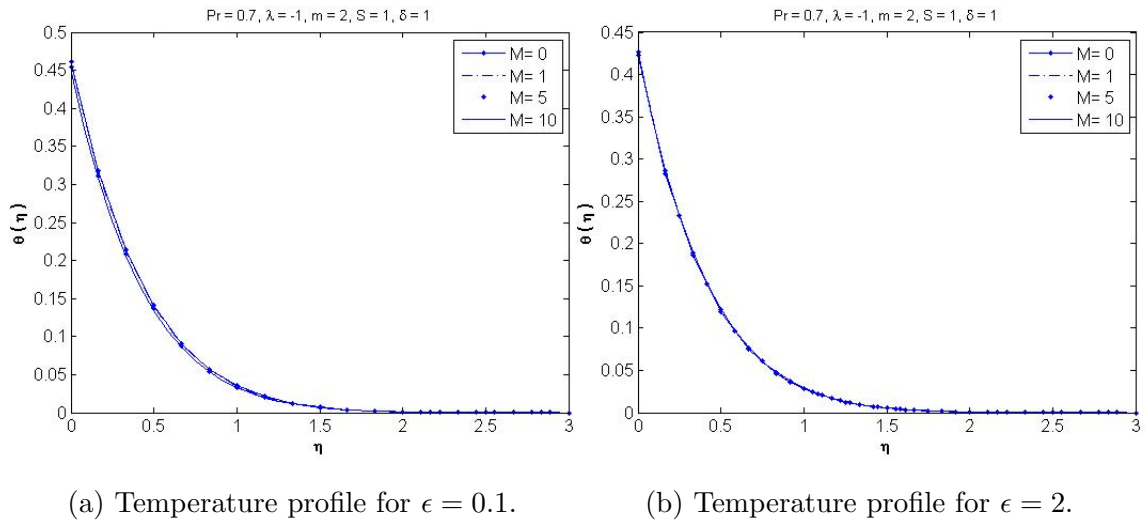 Pr = 0.7, λ = -1, m = 2, S = 1, δ = 1
0.5
0.45
0.4
0.35
0.3
0.25
0.2
0.15
0.1
0.05
0
θ ( η )
M= 0
M= 1
M= 5
M= 10
0 0.5 1 1.5 2 2.5 3
η
(a) Temperature profile for ϵ = 0.1.
Pr = 0.7, λ = -1, m = 2, S = 1, δ = 1
0.45
0.4
0.35
0.3
0.25
0.2
0.15
0.1
0.05
0
θ ( η )
M= 0
M= 1
M= 5
M= 10
0 0.5 1 1.5 2 2.5 3
η
(b) Temperature profile for ϵ = 2.